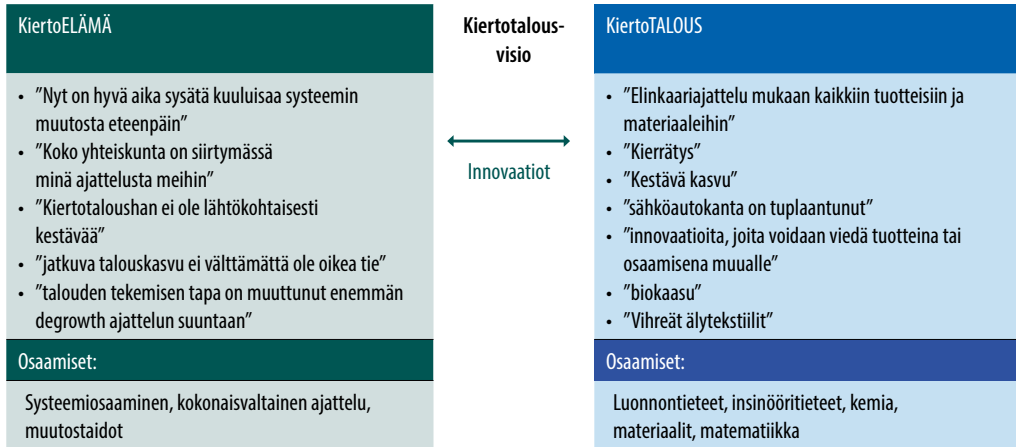 KiertoELÄMÄ
• ”Nyt on hyvä aika sysätä kuuluisaa systeemin
muutosta eteenpäin”
• ”Koko yhteiskunta on siirtymässä
minä ajattelusta meihin”
• ”Kiertotaloushan ei ole lähtökohtaisesti
kestävää”
• ”jatkuva talouskasvu ei välttämättä ole oikea tie”
• ”talouden tekemisen tapa on muuttunut enemmän
degrowth ajattelun suuntaan”
Osaamiset:
Systeemiosaaminen, kokonaisvaltainen ajattelu,
muutostaidot
Kiertotalous-
visio
Innovaatiot
KiertoTALOUS
• ”Elinkaariajattelu mukaan kaikkiin tuotteisiin ja
materiaaleihin”
• ”Kierrätys”
• ”Kestävä kasvu”
• ”sähköautokanta on tuplaantunut”
• ”innovaatioita, joita voidaan viedä tuotteina tai
osaamisena muualle”
• ”biokaasu”
• ”Vihreät älytekstiilit”
Osaamiset:
Luonnontieteet, insinööritieteet, kemia,
materiaalit, matematiikka